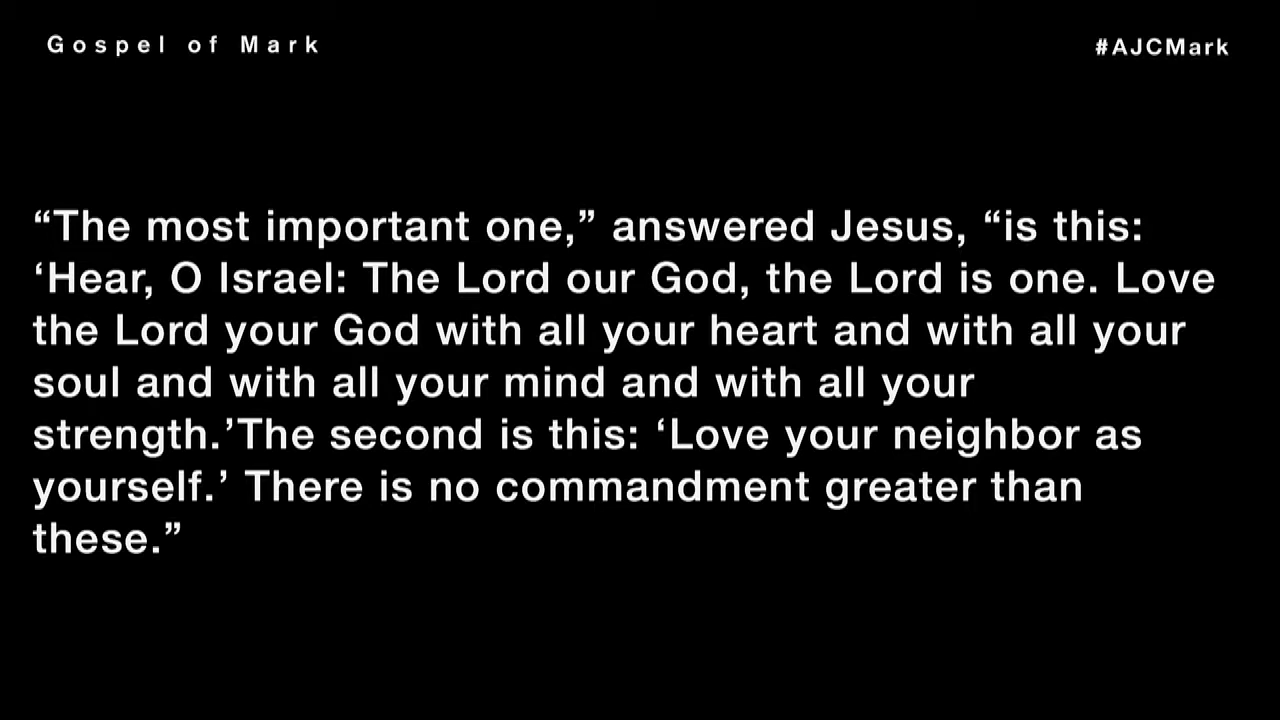 Gospel of Mark
#AJCMark
“The most important one,” answered Jesus, “is this:
‘Hear, O Israel: The Lord our God, the Lord is one. Love
the Lord your God with all your heart and with all your
soul and with all your mind and with all your
strength.’The second is this: ‘Love your neighbor as
yourself.’ There is no commandment greater than
these.”